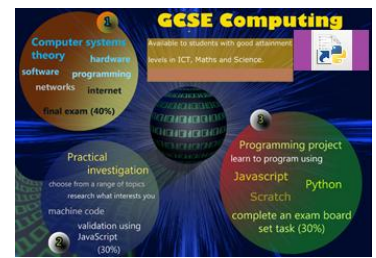 GCSE Computing
Available to students with good attainment
levels in ICT, Maths and Science.
1
Computer systems
theory hardware
software programming
networks internet
final exam (40%)
2
Practical
investigation
choose from a range of topics
research what interests you
machine code
validation using
JavaScript
(30%)
3
Programming project
learn to program using
Javascript
Python
Scratch
complete an exam board
set task (30%)